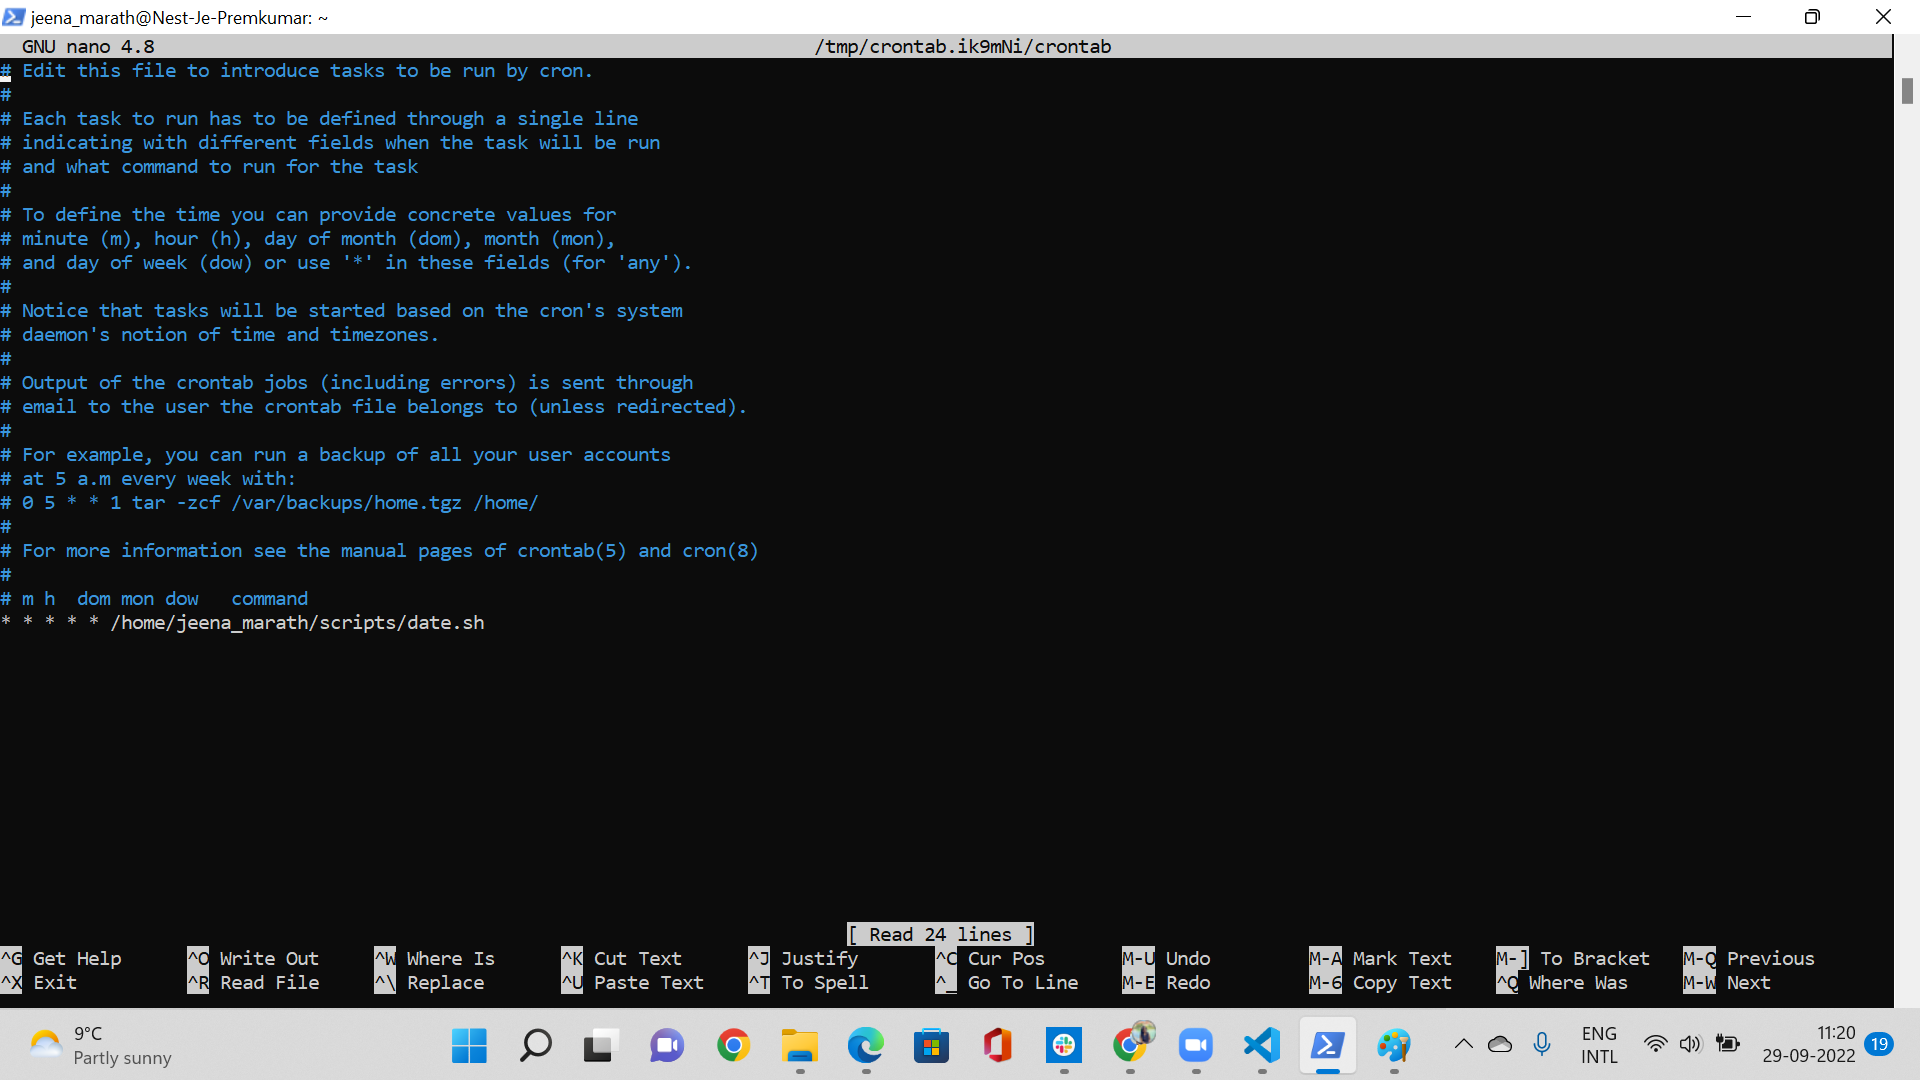 jeena_marath@Nest-Je-Premkumar: ~
GNU nano 4.8 /tmp/crontab.ik9mNi/crontab
# Edit this file to introduce tasks to be run by cron.
#
# Each task to run has to be defined through a single line
# indicating with different fields when the task will be run
# and what command to run for the task
#
# To define the time you can provide concrete values for
# minute (m), hour (h), day of month (dom), month (mon),
# and day of week (dow) or use '*' in these fields (for 'any').
#
# Notice that tasks will be started based on the cron's system
# daemon's notion of time and timezones.
#
# Output of the crontab jobs (including errors) is sent through
# email to the user the crontab file belongs to (unless redirected).
#
# For example, you can run a backup of all your user accounts
# at 5 a.m every week with:
# 0 5 * * 1 tar -zcf /var/backups/home.tgz /home/
#
# For more information see the manual pages of crontab(5) and cron(8)
#
# m h  dom mon dow   command
* * * * * /home/jeena_marath/scripts/date.sh
[ Read 24 lines ]
^G Get Help ^O Write Out ^W Where Is ^K Cut Text ^J Justify ^C Cur Pos M-U Undo M-A Mark Text M-] To Bracket M-Q Previous
^X Exit ^R Read File ^\ Replace ^U Paste Text ^T To Spell ^_ Go To Line M-E Redo M-6 Copy Text ^Q Where Was M-W Next
9°C
Partly sunny
ENG
INTL
11:20
29-09-2022
19